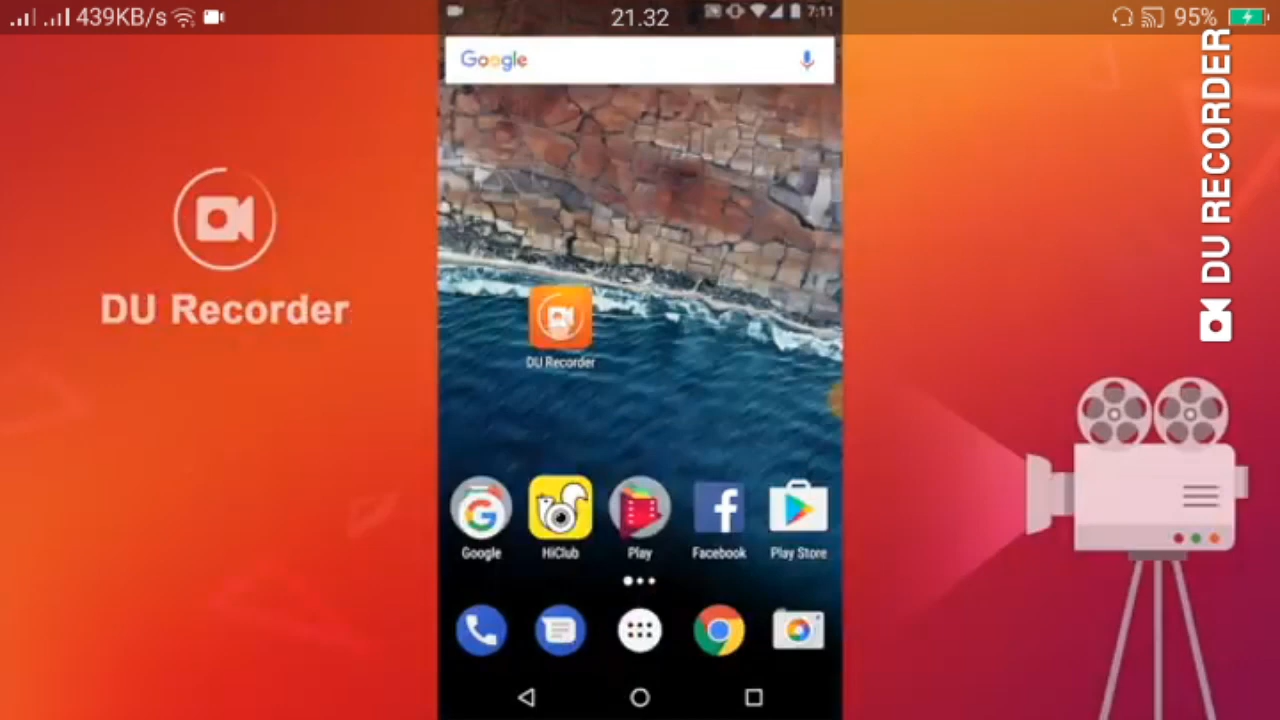 439KB/s
21.32
95%
7:11
Google
DU Recorder
DU RECORDER
DU Recorder
Google
HiClub
Play
Facebook
Play Store